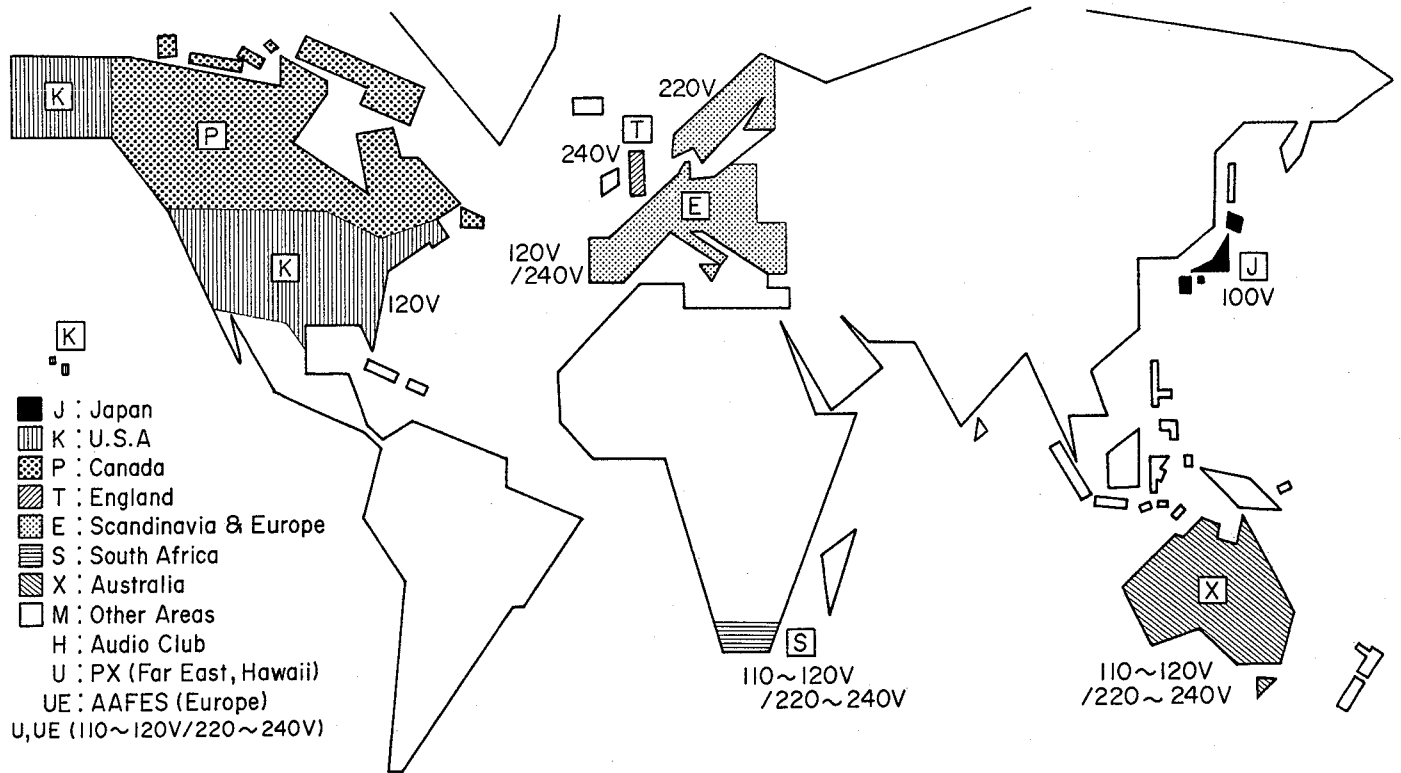 K
P
220V
T
240V
E
120V
/240V
K
120V
J
100V
K
J : Japan
K : U.S.A
P : Canada
T : England
E : Scandinavia & Europe
S : South Africa
X : Australia
M : Other Areas
H : Audio Club
U : PX (Far East, Hawaii)
UE : AAFES (Europe)
U,UE (110~120V/220~240V)
S
110~120V
/220~240V
X
110~120V
/220~240V